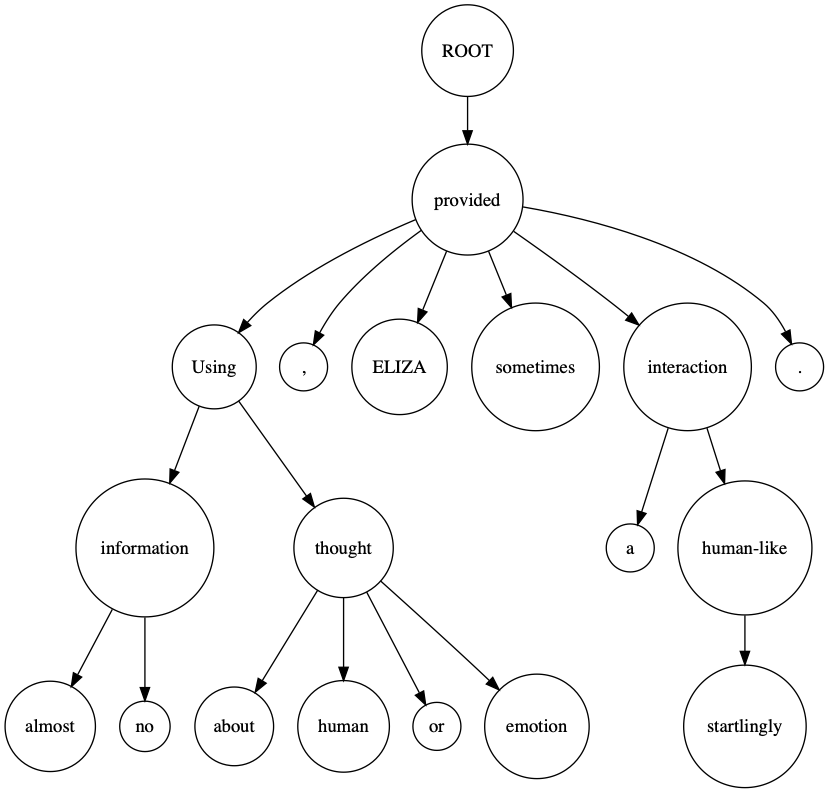 ROOT
provided
Using , ELIZA sometimes interaction .
information thought a human-like
almost no about human or emotion startlingly